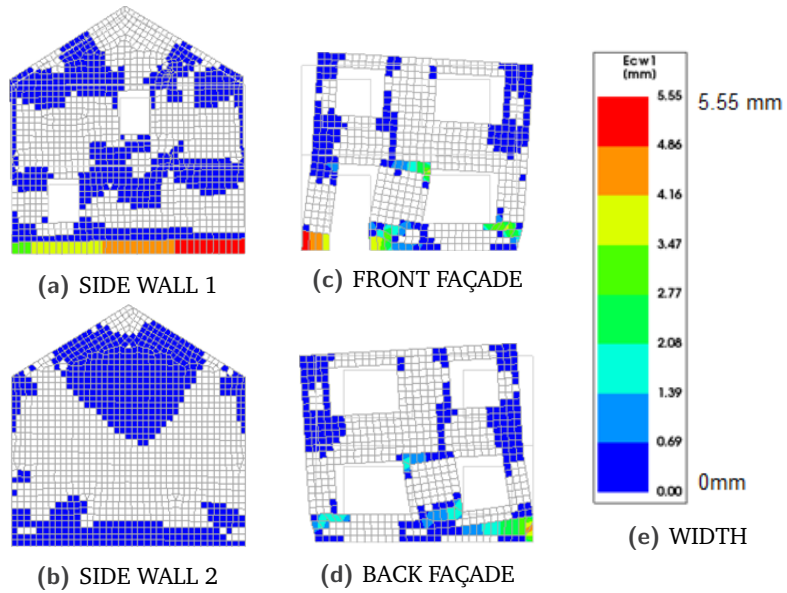 (a) SIDE WALL 1
(c) FRONT FAÇADE
(b) SIDE WALL 2
(d) BACK FAÇADE
Ecw1
(mm)
5.55
4.86
4.16
3.47
2.77
2.08
1.39
0.69
0.00
5.55 mm
0mm
(e) WIDTH